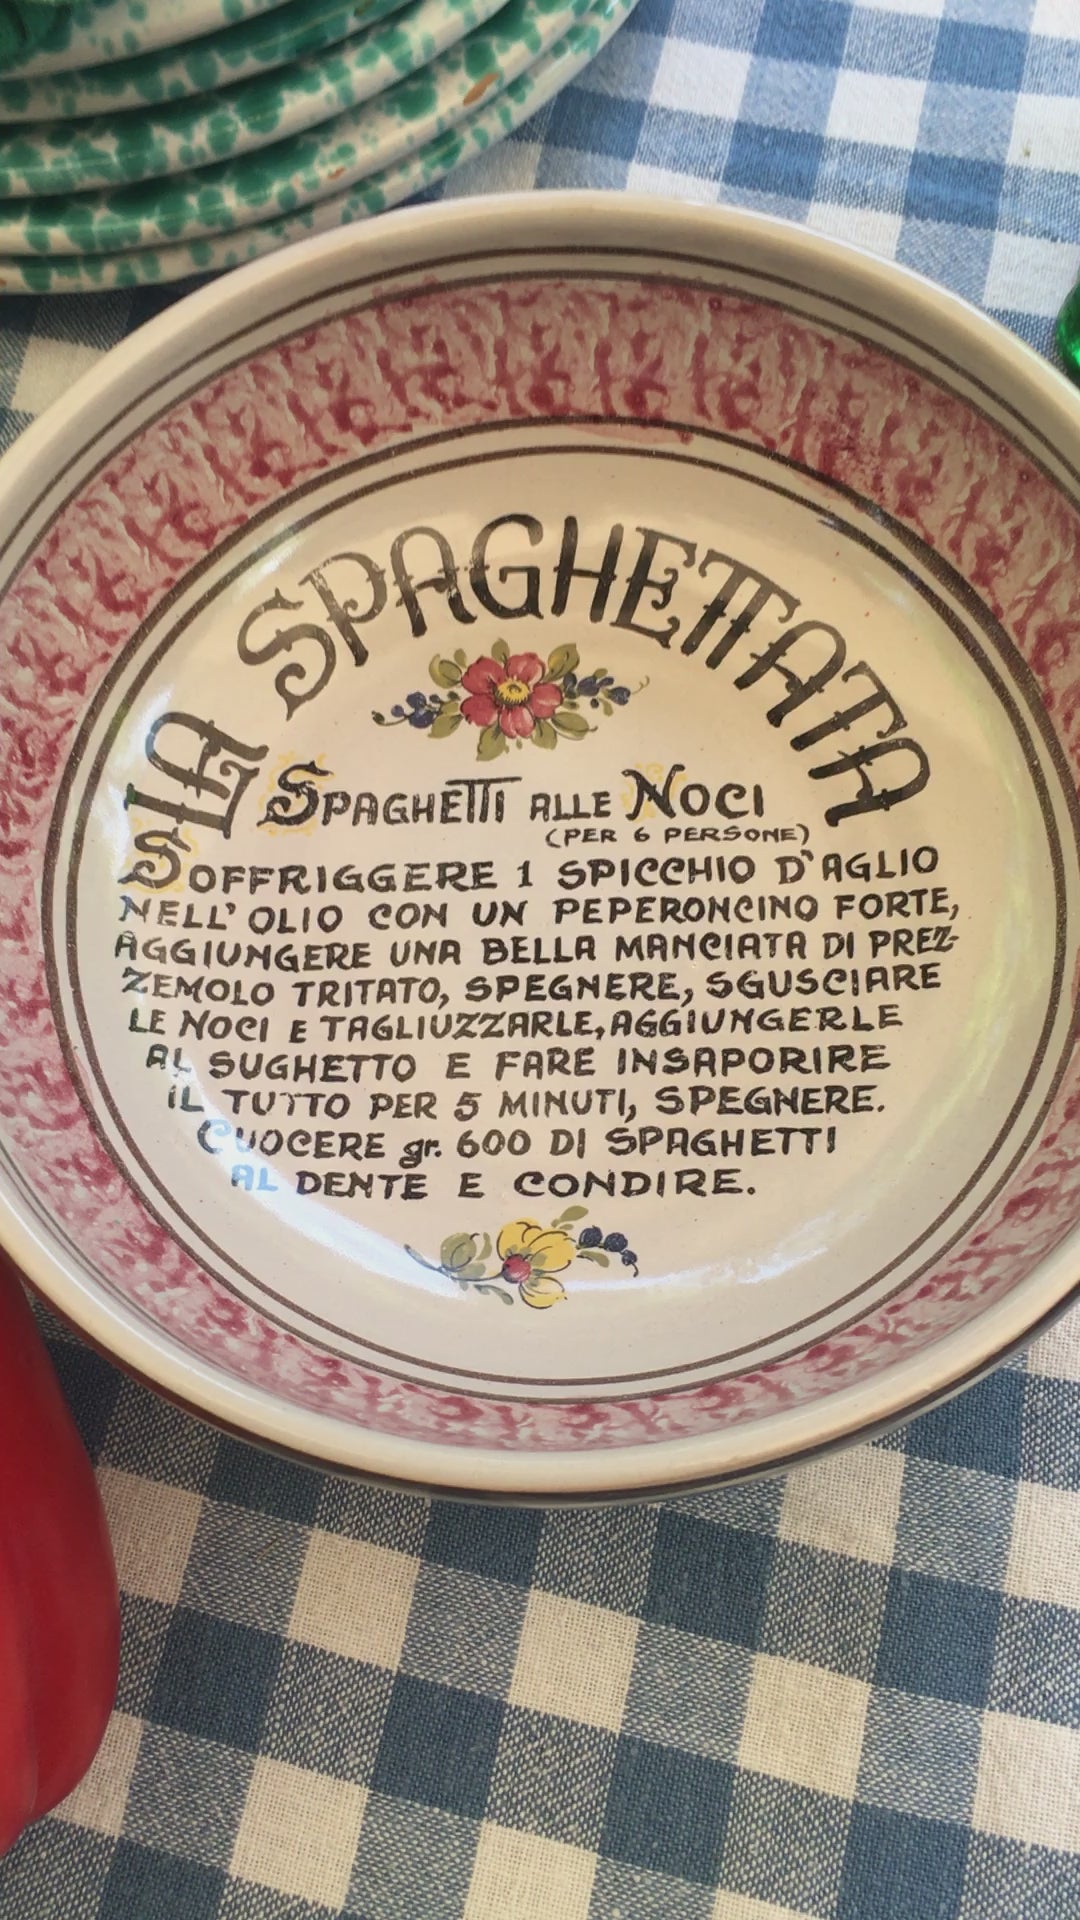 LA SPAGHETTATA
SPAGHETTI ALLE NOCI
(PER 6 PERSONE)
SOFFRIGGERE 1 SPICCHIO D'AGLIO
NELL' OLIO CON UN PEPERONCINO FORTE,
AGGIUNGERE UNA BELLA MANCIATA DI PREZ-
ZEMOLO TRITATO, SPEGNERE, SGUSCIARE
LE NOCI E TAGLIUZZARLE, AGGIUNGERLE
AL SUGHETTO E FARE INSAPORIRE
IL TUTTO PER 5 MINUTI, SPEGNERE.
CUOCERE gr. 600 DI SPAGHETTI
AL DENTE E CONDIRE.